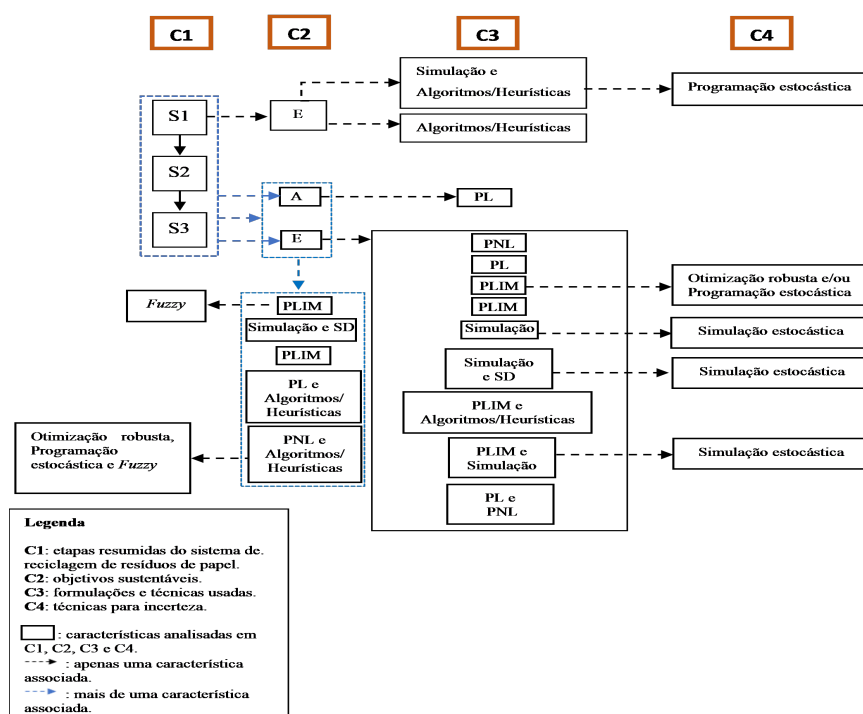 C1
C2
C3
C4
S1
S2
S3
E
Simulação e
Algoritmos/Heurísticas
Algoritmos/Heurísticas
Programação estocástica
A
E
PL
PNL
PL
PLIM
PLIM
Simulação
Simulação
e SD
PLIM e
Algoritmos/Heurísticas
PLIM e
Simulação
PL e
PNL
Otimização robusta e/ou
Programação estocástica
Simulação estocástica
Simulação estocástica
Simulação estocástica
Fuzzy
PLIM
Simulação e SD
PLIM
PL e
Algoritmos/
Heurísticas
PNL e
Algoritmos/
Heurísticas
Otimização robusta,
Programação
estocástica e Fuzzy
Legenda
C1: etapas resumidas do sistema de.
reciclagem de resíduos de papel.
C2: objetivos sustentáveis.
C3: formulações e técnicas usadas.
C4: técnicas para incerteza.
: características analisadas em
C1, C2, C3 e C4.
: apenas uma característica
associada.
: mais de uma característica
associada.